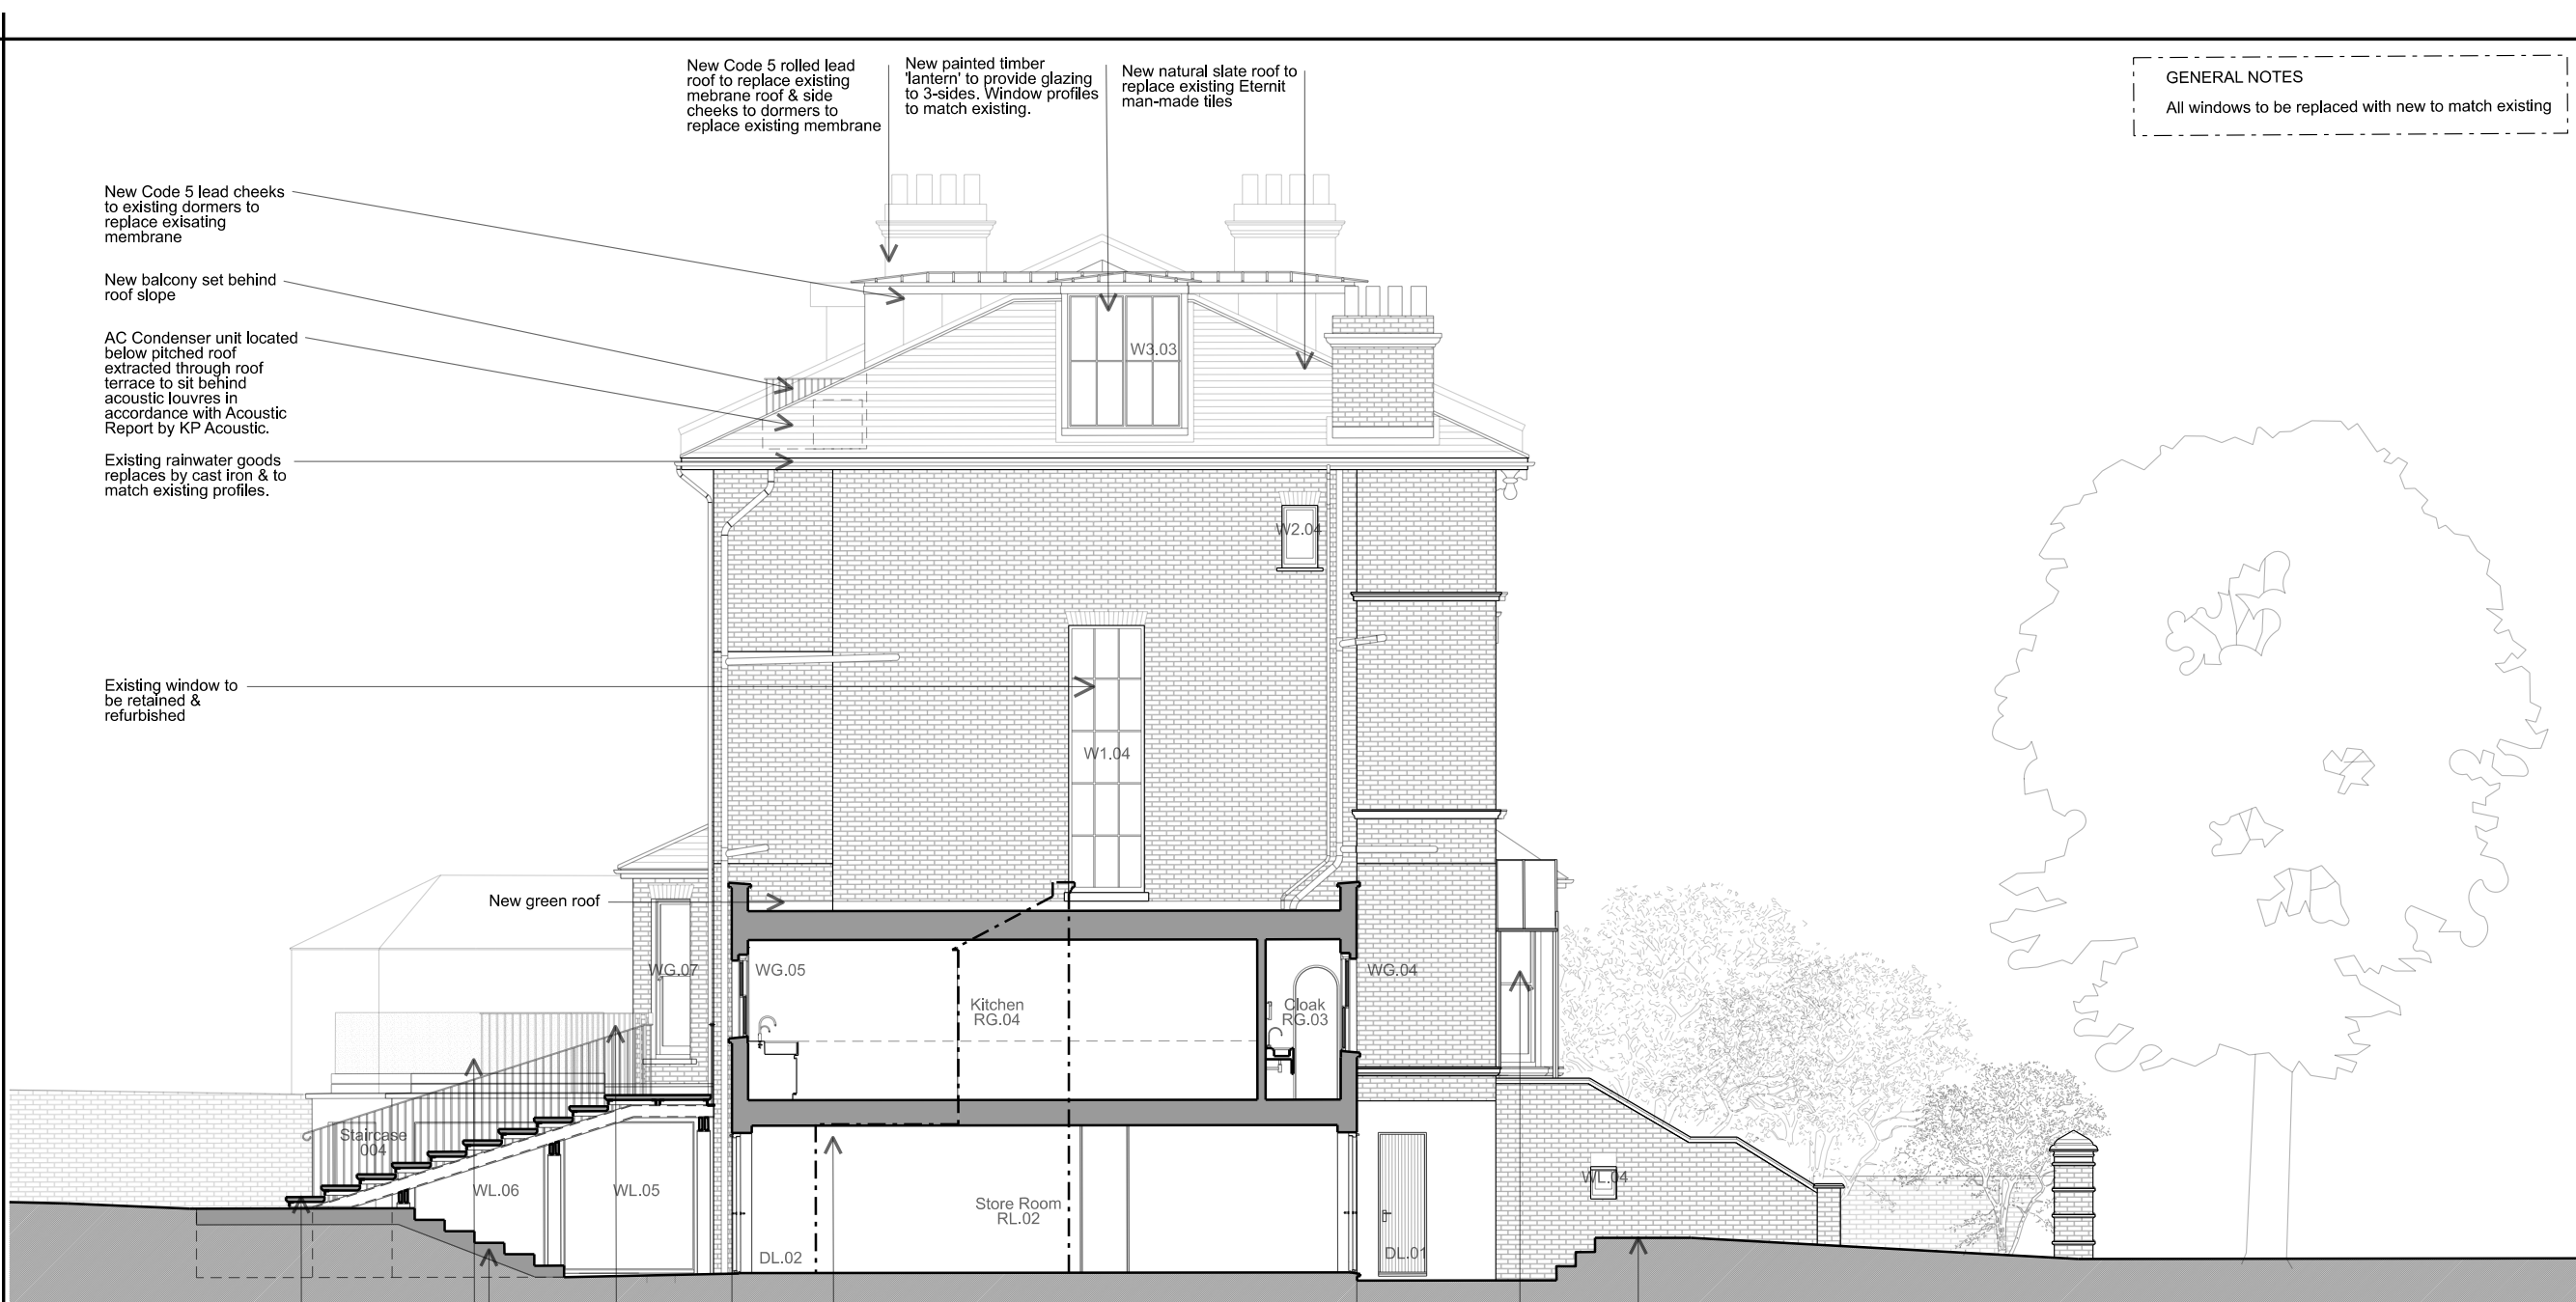 New Code 5 rolled lead
roof to replace existing
mebrane roof & side
cheeks to dormers to
replace existing membrane
New painted timber
'lantern' to provide glazing
to 3-sides. Window profiles
to match existing.
New natural slate roof to
replace existing Eternit
man-made tiles
GENERAL NOTES
All windows to be replaced with new to match existing
New Code 5 lead cheeks
to existing dormers to
replace exisating
membrane
New balcony set behind
roof slope
AC Condenser unit located
below pitched roof
extracted through roof
terrace to sit behind
acoustic louvres in
accordance with Acoustic
Report by KP Acoustic.
Existing rainwater goods
replaces by cast iron & to
match existing profiles.
Existing window to
be retained &
refurbished
New green roof
W3.03
W2.04
W1.04
WG.07
WG.05
Kitchen
RG.04
Cloak
RG.03
WG.04
Staircase
004
WL.06
WL.05
Store Room
RL.02
DL.02
DL.01
WL.04